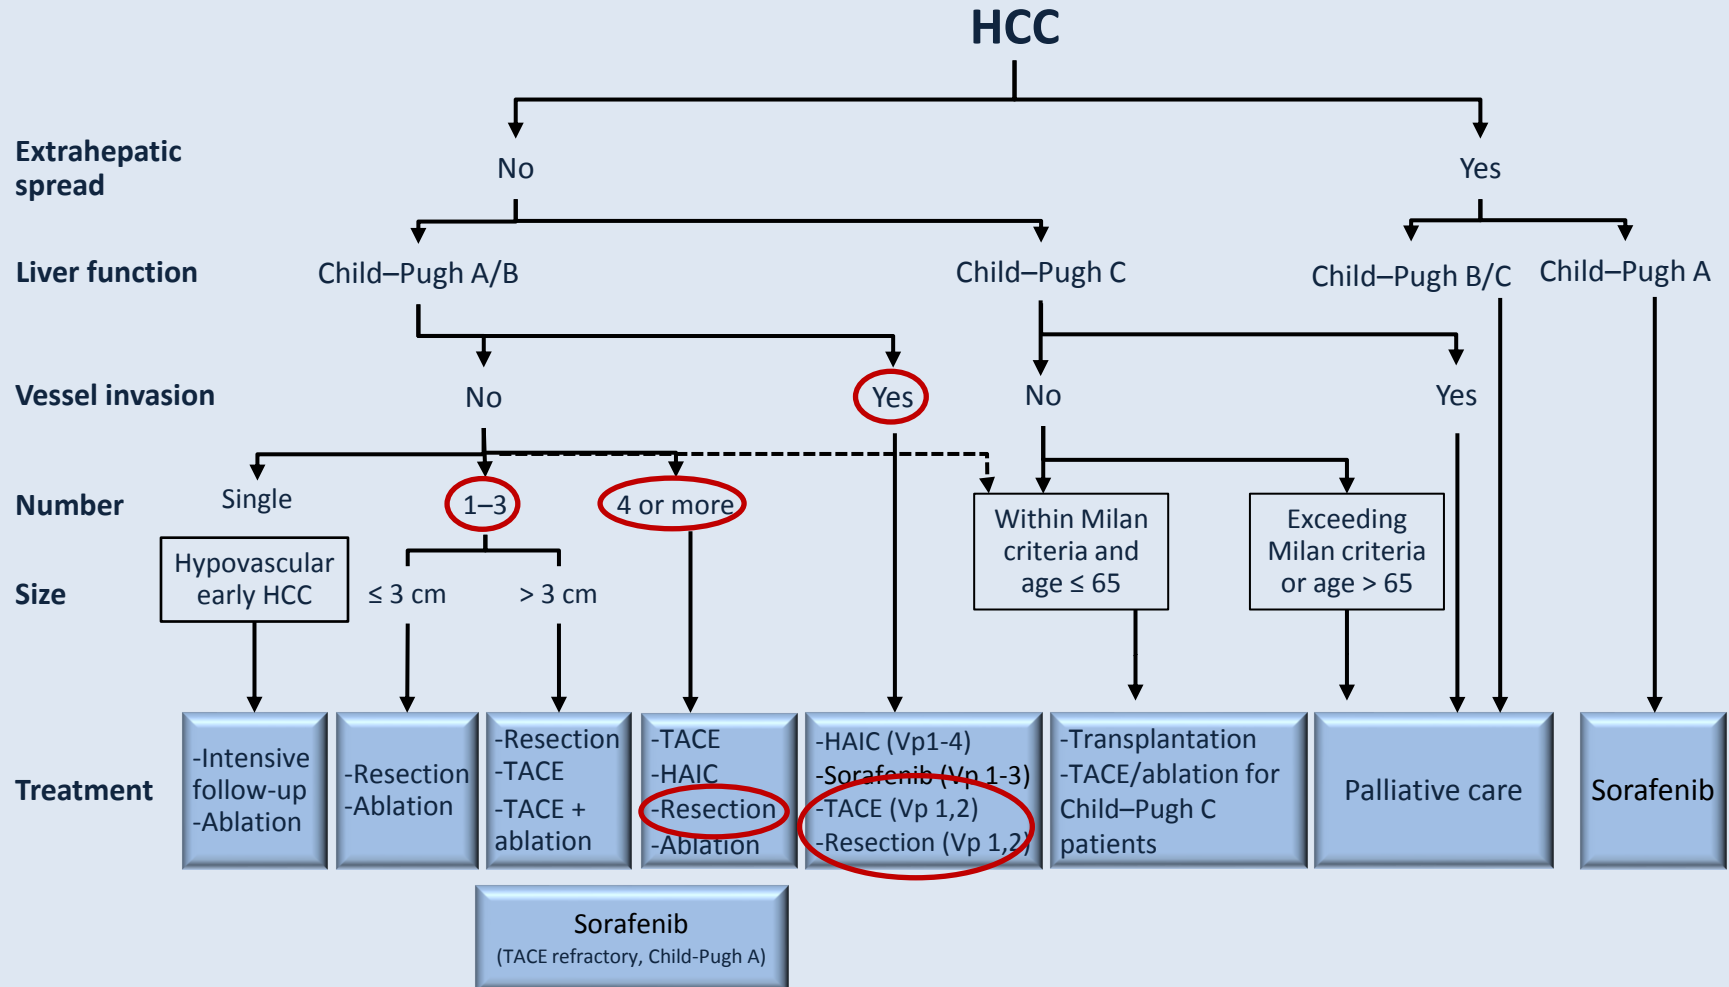 HCC
Extrahepatic
spread
No
Yes
Liver function
Child–Pugh A/B
Child–Pugh C
Child–Pugh B/C
Child–Pugh A
Vessel invasion
No
Yes
No
Yes
Number
Single
1–3
4 or more
Within Milan
criteria and
age ≤ 65
Exceeding
Milan criteria
or age > 65
Size
Hypovascular
early HCC
≤ 3 cm
> 3 cm
Treatment
-Intensive
follow-up
-Ablation
-Resection
-Ablation
-Resection
-TACE
-TACE +
ablation
-TACE
-HAIC
-Resection
-Ablation
-HAIC (Vp1-4)
-Sorafenib (Vp 1-3)
-TACE (Vp 1,2)
-Resection (Vp 1,2)
-Transplantation
-TACE/ablation for
Child–Pugh C
patients
Palliative care
Sorafenib
Sorafenib
(TACE refractory, Child-Pugh A)